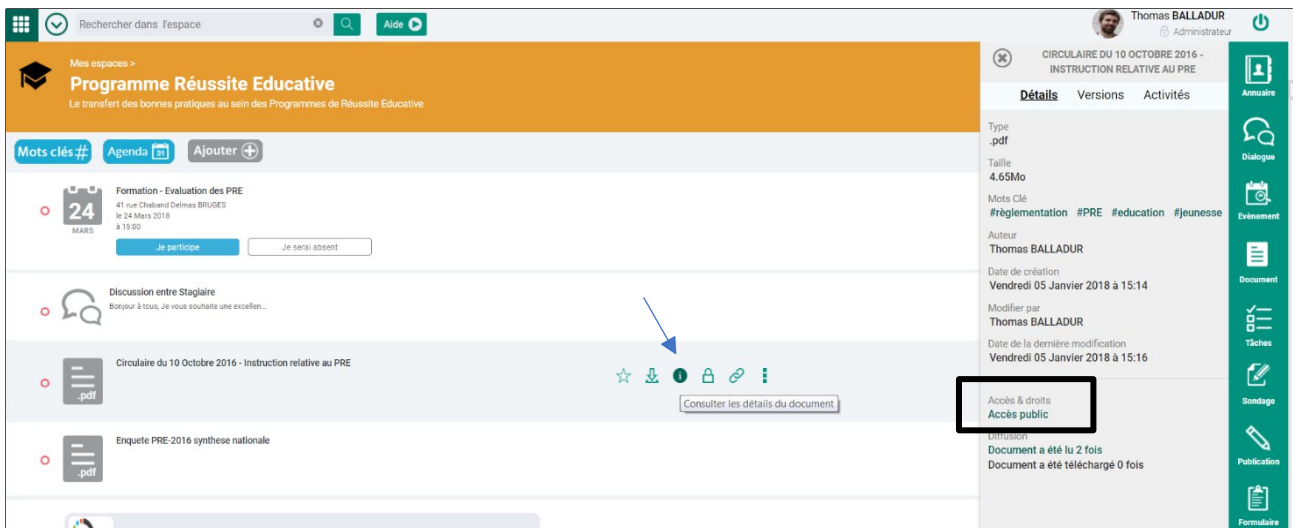 Rechercher dans l'espace
Aide
Thomas BALLADUR
Administrateur
Mes espaces >
Programme Réussite Educative
Le transfert des bonnes pratiques au sein des Programmes de Réussite Educative
Mots clés #
Agenda 31
Ajouter
24
MARS
Formation - Evaluation des PRE
41 rue Chaband Delmas BRUGES
le 24 Mars 2018
à 15:00
Je participe
Je serai absent
Discussion entre Stagiaire
Bonjour à tous, Je vous souhaite une excellen...
.pdf
Circulaire du 10 Octobre 2016 - Instruction relative au PRE
Consulter les détails du document
.pdf
Enquete PRE-2016 synthese nationale
CIRCULAIRE DU 10 OCTOBRE 2016 -
INSTRUCTION RELATIVE AU PRE
Détails Versions Activités
Type
.pdf
Taille
4.65Mo
Mots Clé
#règlementation #PRE #education #jeunesse
Auteur
Thomas BALLADUR
Date de création
Vendredi 05 Janvier 2018 à 15:14
Modifier par
Thomas BALLADUR
Date de la dernière modification
Vendredi 05 Janvier 2018 à 15:16
Accès & droits
Accès public
Diffusion
Document a été lu 2 fois
Document a été téléchargé 0 fois
Annuaire
Dialogue
Evènement
Document
Tâches
Sondage
Publication
Formulaire